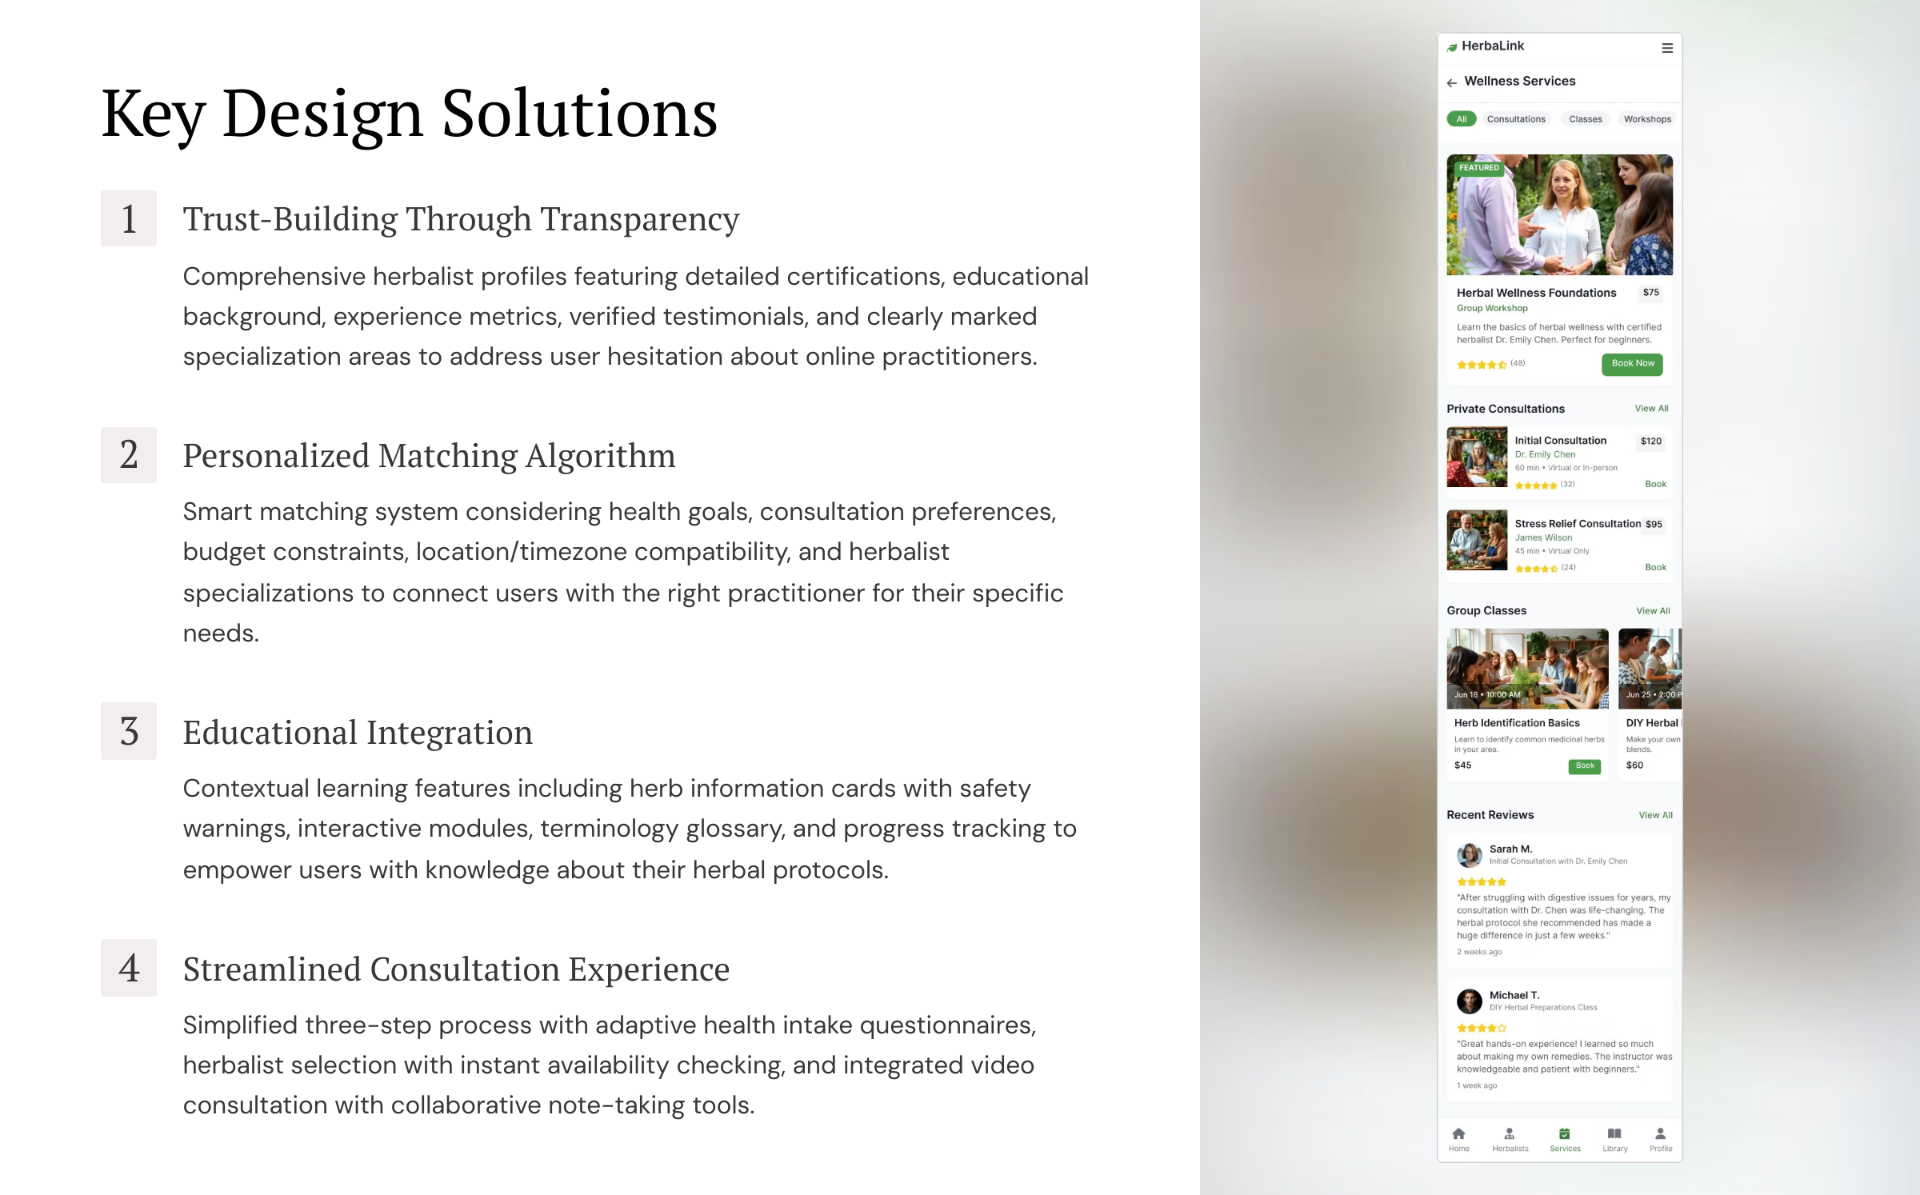 Key Design Solutions
1
Trust-Building Through Transparency
Comprehensive herbalist profiles featuring detailed certifications, educational
background, experience metrics, verified testimonials, and clearly marked
specialization areas to address user hesitation about online practitioners.
2
Personalized Matching Algorithm
Smart matching system considering health goals, consultation preferences,
budget constraints, location/timezone compatibility, and herbalist
specializations to connect users with the right practitioner for their specific
needs.
3
Educational Integration
Contextual learning features including herb information cards with safety
warnings, interactive modules, terminology glossary, and progress tracking to
empower users with knowledge about their herbal protocols.
4
Streamlined Consultation Experience
Simplified three-step process with adaptive health intake questionnaires,
herbalist selection with instant availability checking, and integrated video
consultation with collaborative note-taking tools.
HerbaLink
Wellness Services
All Consultations Classes Workshops
FEATURED
Herbal Wellness Foundations $75
Group Workshop
Learn the basics of herbal wellness with certified
herbalist Dr. Emily Chen. Perfect for beginners.
(48) Book Now
Private Consultations View All
Initial Consultation $120
Dr. Emily Chen
60 min • Virtual or In-person
(32) Book
Stress Relief Consultation $95
James Wilson
45 min • Virtual Only
(24) Book
Group Classes View All
Jun 18 • 10:00 AM
Herb Identification Basics
Learn to identify common medicinal herbs
in your area.
$45 Book
Jun 25 • 2:00 P
DIY Herbal
Make your own
blends.
$60
Recent Reviews View All
Sarah M.
Initial Consultation with Dr. Emily Chen
"After struggling with digestive issues for years, my
consultation with Dr. Chen was life-changing. The
herbal protocol she recommended has made a
huge difference in just a few weeks."
2 weeks ago
Michael T.
DIY Herbal Preparations Class
"Great hands-on experience! I learned so much
about making my own remedies. The instructor was
knowledgeable and patient with beginners."
1 week ago
Home Herbalists Services Library Profile